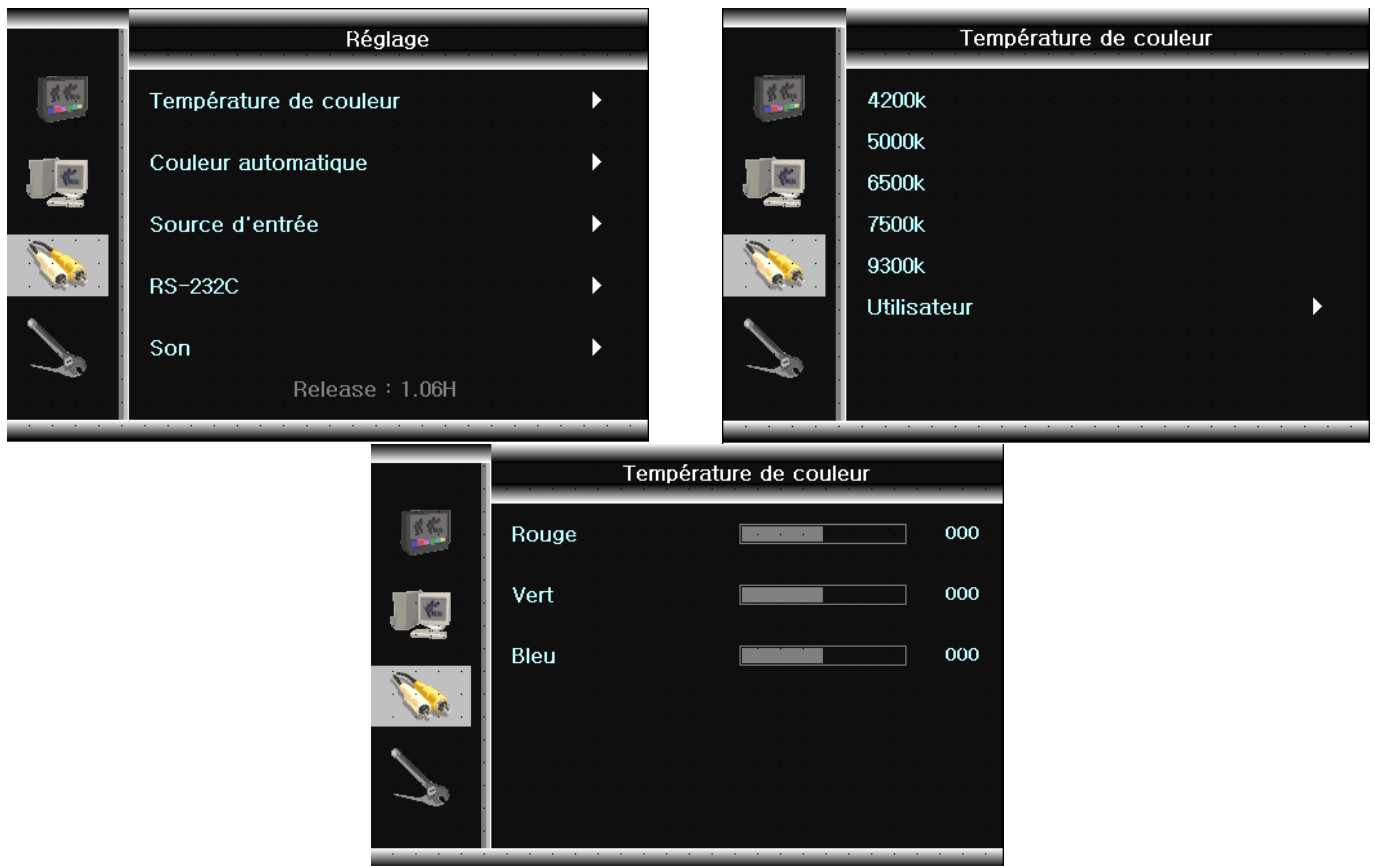 Réglage
Température de couleur
Couleur automatique
Source d'entrée
RS-232C
Son
Release : 1.06H
Température de couleur
4200k
5000k
6500k
7500k
9300k
Utilisateur
Température de couleur
Rouge 000
Vert 000
Bleu 000